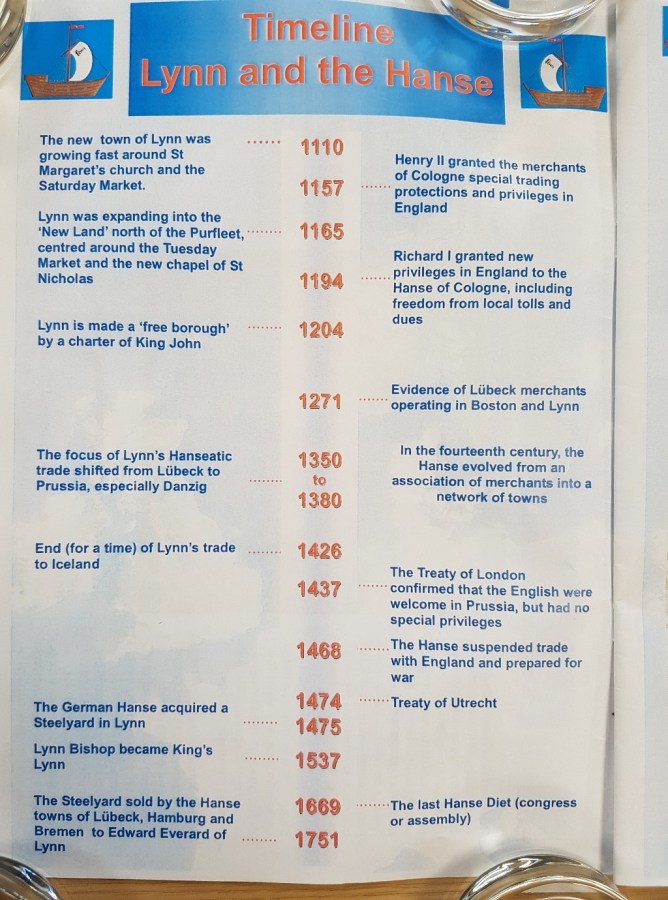 Timeline
Lynn and the Hanse
The new town of Lynn was
growing fast around St
Margaret's church and the
Saturday Market.
1110
1157
Henry II granted the merchants
of Cologne special trading
protections and privileges in
England
Lynn was expanding into the
'New Land' north of the Purfleet,
centred around the Tuesday
Market and the new chapel of St
Nicholas
1165
1194
Richard I granted new
privileges in England to the
Hanse of Cologne, including
freedom from local tolls and
dues
Lynn is made a 'free borough'
by a charter of King John
1204
1271
Evidence of Lübeck merchants
operating in Boston and Lynn
The focus of Lynn's Hanseatic
trade shifted from Lübeck to
Prussia, especially Danzig
1350
to
1380
In the fourteenth century, the
Hanse evolved from an
association of merchants into a
network of towns
End (for a time) of Lynn's trade
to Iceland
1426
1437
The Treaty of London
confirmed that the English were
welcome in Prussia, but had no
special privileges
1468
The Hanse suspended trade
with England and prepared for
war
1474
Treaty of Utrecht
The German Hanse acquired a
Steelyard in Lynn
1475
Lynn Bishop became King's
Lynn
1537
1669
The last Hanse Diet (congress
or assembly)
The Steelyard sold by the Hanse
towns of Lübeck, Hamburg and
Bremen to Edward Everard of
Lynn
1751